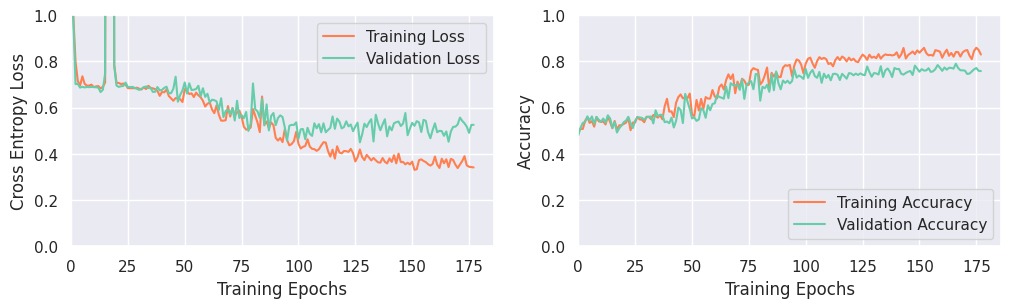 Cross Entropy Loss
1.0
0.8
0.6
0.4
0.2
0.0
0 25 50 75 100 125 150 175
Training Epochs
Training Loss
Validation Loss
Accuracy
1.0
0.8
0.6
0.4
0.2
0.0
0 25 50 75 100 125 150 175
Training Epochs
Training Accuracy
Validation Accuracy